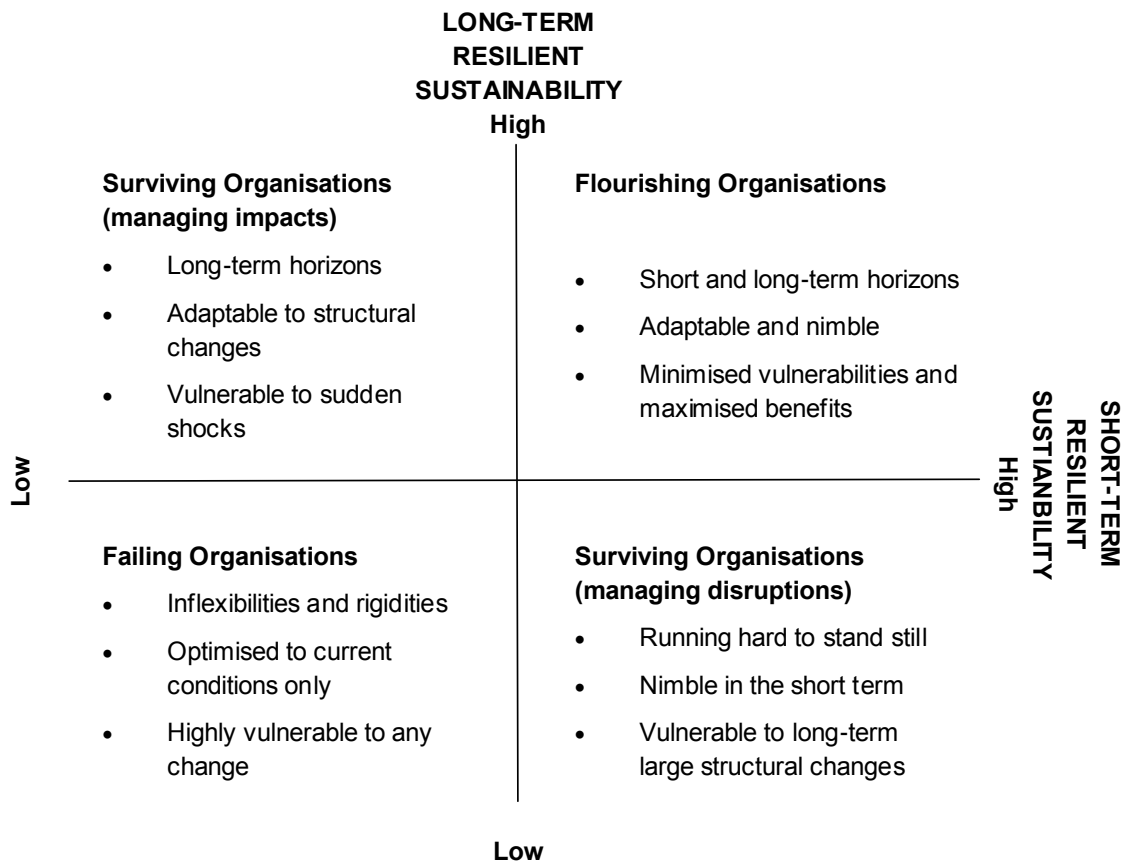 LONG-TERM
RESILIENT
SUSTAINABILITY
High
Surviving Organisations
(managing impacts)
• Long-term horizons
• Adaptable to structural
changes
• Vulnerable to sudden
shocks
Flourishing Organisations
• Short and long-term horizons
• Adaptable and nimble
• Minimised vulnerabilities and
maximised benefits
Low
SHORT-TERM
RESILIENT
SUSTIANBILITY
High
Failing Organisations
• Inflexibilities and rigidities
• Optimised to current
conditions only
• Highly vulnerable to any
change
Surviving Organisations
(managing disruptions)
• Running hard to stand still
• Nimble in the short term
• Vulnerable to long-term
large structural changes
Low